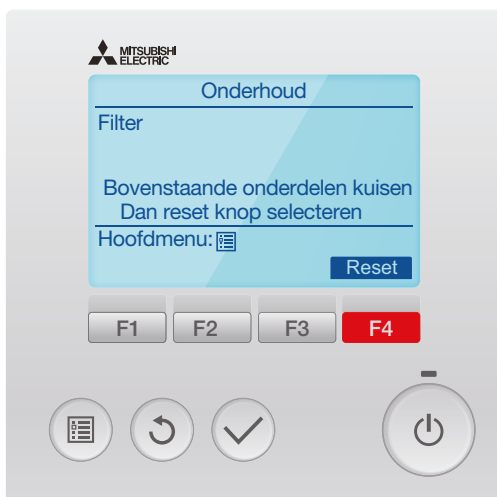 MITSUBISHI
ELECTRIC
Onderhoud
Filter
Bovenstaande onderdelen kuisen
Dan reset knop selecteren
Hoofdmenu:
Reset
F1 F2 F3 F4